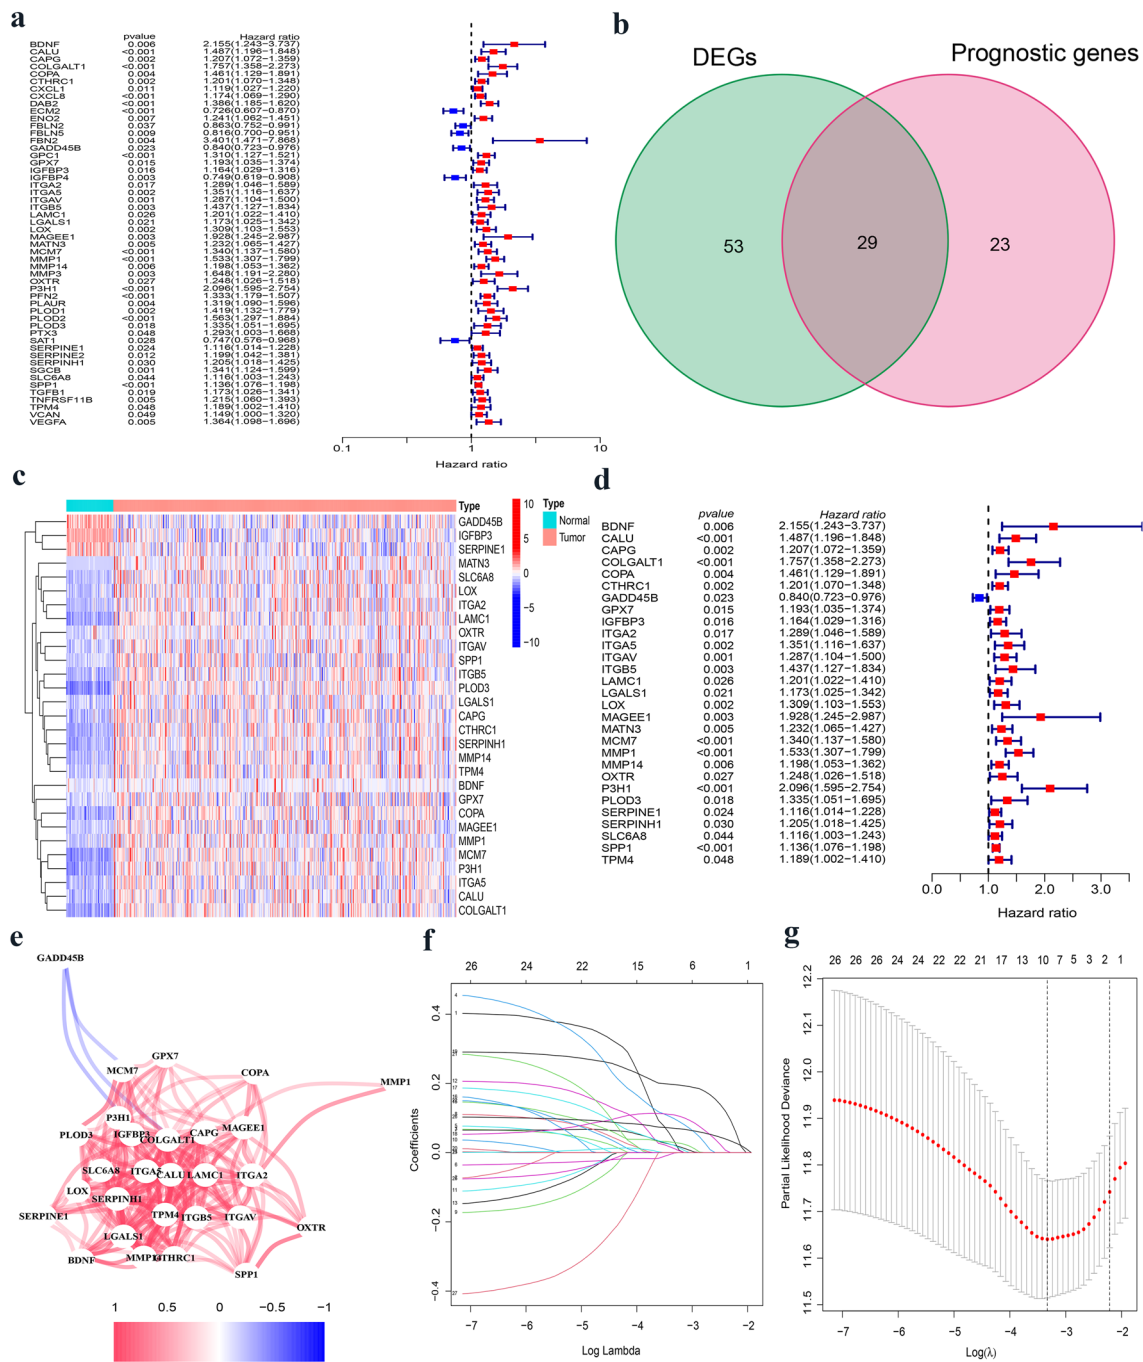 a
pvalue Hazard ratio
BDNF 0.006 2.155(1.243−3.737)
CALU <0.001 1.487(1.196−1.848)
CAPG 0.002 1.207(1.072−1.359)
COLGALT1 <0.001 1.757(1.358−2.273)
COPA 0.004 1.461(1.129−1.891)
CTHRC1 0.002 1.201(1.070−1.348)
CXCL1 0.011 1.119(1.027−1.220)
CXCL8 <0.001 1.174(1.069−1.290)
DAB2 <0.001 1.386(1.185−1.620)
ECM2 <0.001 0.726(0.607−0.870)
ENO2 0.007 1.241(1.062−1.451)
FBLN2 0.037 0.863(0.752−0.991)
FBLN5 0.009 0.816(0.700−0.951)
FBN2 0.004 3.401(1.471−7.868)
GADD45B 0.023 0.840(0.723−0.976)
GPC1 <0.001 1.310(1.127−1.521)
GPX7 0.015 1.193(1.035−1.374)
IGFBP3 0.016 1.164(1.029−1.316)
IGFBP4 0.003 0.749(0.619−0.908)
ITGA2 0.017 1.289(1.046−1.589)
ITGA5 0.002 1.351(1.116−1.637)
ITGAV 0.001 1.287(1.104−1.500)
ITGB5 0.003 1.437(1.127−1.834)
LAMC1 0.026 1.201(1.022−1.410)
LGALS1 0.021 1.173(1.025−1.342)
LOX 0.002 1.309(1.103−1.553)
MAGEE1 0.003 1.928(1.245−2.987)
MATN3 0.005 1.232(1.065−1.427)
MCM7 <0.001 1.340(1.137−1.580)
MMP1 <0.001 1.533(1.307−1.799)
MMP14 0.006 1.198(1.053−1.362)
MMP3 0.003 1.648(1.191−2.280)
OXTR 0.027 1.248(1.026−1.518)
P3H1 <0.001 2.096(1.595−2.754)
PFN2 <0.001 1.333(1.179−1.507)
PLAUR 0.004 1.319(1.090−1.596)
PLOD1 0.002 1.419(1.132−1.779)
PLOD2 <0.001 1.563(1.297−1.884)
PLOD3 0.018 1.335(1.051−1.695)
PTX3 0.048 1.293(1.003−1.668)
SAT1 0.028 0.747(0.576−0.968)
SERPINE1 0.024 1.116(1.014−1.228)
SERPINE2 0.012 1.199(1.042−1.381)
SERPINH1 0.030 1.205(1.018−1.425)
SGCB 0.001 1.341(1.124−1.599)
SLC6A8 0.044 1.116(1.003−1.243)
SPP1 <0.001 1.136(1.076−1.198)
TGFB1 0.019 1.173(1.026−1.341)
TNFRSF11B 0.005 1.215(1.060−1.393)
TPM4 0.048 1.189(1.002−1.410)
VCAN 0.049 1.149(1.000−1.320)
VEGFA 0.005 1.364(1.098−1.696)
0.1 1 10
Hazard ratio
b
DEGs Prognostic genes
53 29 23
c
Type
GADD45B
IGFBP3
SERPINE1
MATN3
SLC6A8
LOX
ITGA2
LAMC1
OXTR
ITGAV
SPP1
ITGB5
PLOD3
LGALS1
CAPG
CTHRC1
SERPINH1
MMP14
TPM4
BDNF
GPX7
COPA
MAGEE1
MMP1
MCM7
P3H1
ITGA5
CALU
COLGALT1
10
5
0
−5
−10
Type
Normal
Tumor
d
pvalue Hazard ratio
BDNF 0.006 2.155(1.243−3.737)
CALU <0.001 1.487(1.196−1.848)
CAPG 0.002 1.207(1.072−1.359)
COLGALT1 <0.001 1.757(1.358−2.273)
COPA 0.004 1.461(1.129−1.891)
CTHRC1 0.002 1.201(1.070−1.348)
GADD45B 0.023 0.840(0.723−0.976)
GPX7 0.015 1.193(1.035−1.374)
IGFBP3 0.016 1.164(1.029−1.316)
ITGA2 0.017 1.289(1.046−1.589)
ITGA5 0.002 1.351(1.116−1.637)
ITGAV 0.001 1.287(1.104−1.500)
ITGB5 0.003 1.437(1.127−1.834)
LAMC1 0.026 1.201(1.022−1.410)
LGALS1 0.021 1.173(1.025−1.342)
LOX 0.002 1.309(1.103−1.553)
MAGEE1 0.003 1.928(1.245−2.987)
MATN3 0.005 1.232(1.065−1.427)
MCM7 <0.001 1.340(1.137−1.580)
MMP1 <0.001 1.533(1.307−1.799)
MMP14 0.006 1.198(1.053−1.362)
OXTR 0.027 1.248(1.026−1.518)
P3H1 <0.001 2.096(1.595−2.754)
PLOD3 0.018 1.335(1.051−1.695)
SERPINE1 0.024 1.116(1.014−1.228)
SERPINH1 0.030 1.205(1.018−1.425)
SLC6A8 0.044 1.116(1.003−1.243)
SPP1 <0.001 1.136(1.076−1.198)
TPM4 0.048 1.189(1.002−1.410)
0.0 1.0 2.0 3.0
Hazard ratio
e
GADD45B
GPX7
MCM7
COPA
MMP1
P3H1
PLOD3 IGFBP3 COLGALT1 CAPG MAGEE1
SLC6A8 ITGA5 CALU LAMC1 ITGA2
LOX SERPINH1
SERPINE1 TPM4 ITGB5 ITGAV OXTR
LGALS1
BDNF MMP14 CTHRC1 SPP1
1 0.5 0 −0.5 −1
f
26 24 22 15 6 1
0.4
0.2
0.0
−0.2
−0.4
Coefficients
4
1
12
17
6
11
13
9
27
−7 −6 −5 −4 −3 −2
Log Lambda
g
26 26 26 24 24 22 22 21 17 13 10 7 5 3 2 1
12.2
12.1
12.0
11.9
11.8
11.7
11.6
11.5
Partial Likelihood Deviance
−7 −6 −5 −4 −3 −2
Log(λ)